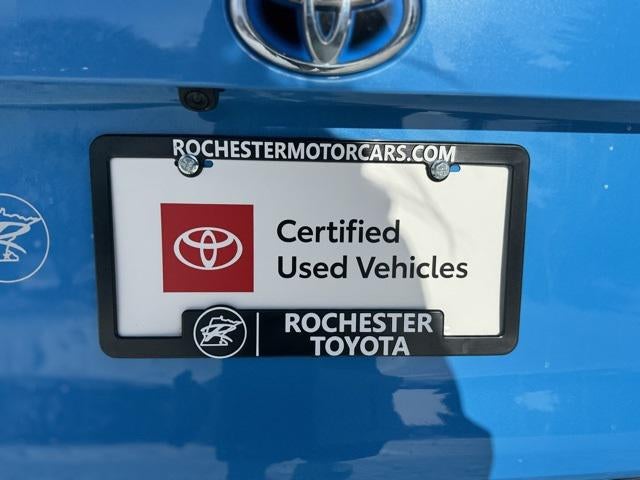 ROCHESTERMOTORCARS.COM
Certified
Used Vehicles
ROCHESTER
TOYOTA